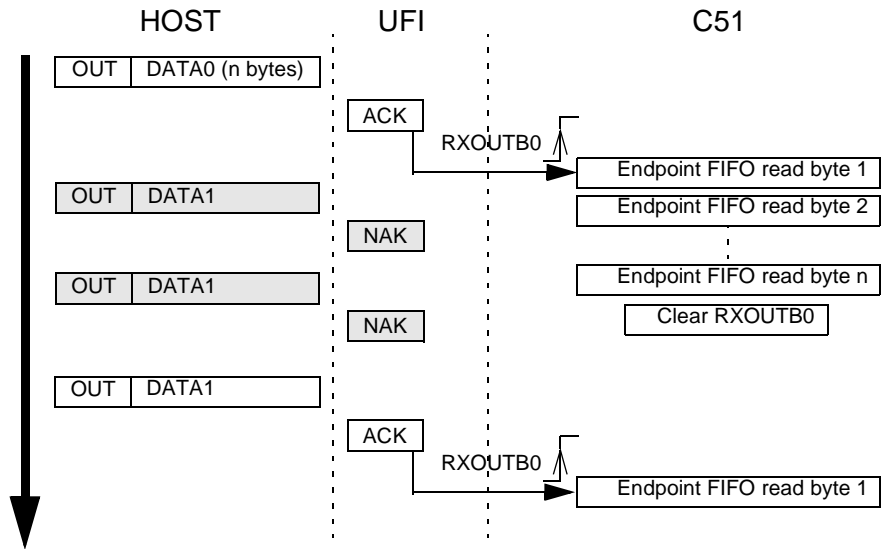 HOST UFI C51
OUT DATA0 (n bytes)
ACK
RXOUTB0
Endpoint FIFO read byte 1
OUT DATA1
Endpoint FIFO read byte 2
NAK
OUT DATA1
Endpoint FIFO read byte n
NAK
Clear RXOUTB0
OUT DATA1
ACK
RXOUTB0
Endpoint FIFO read byte 1